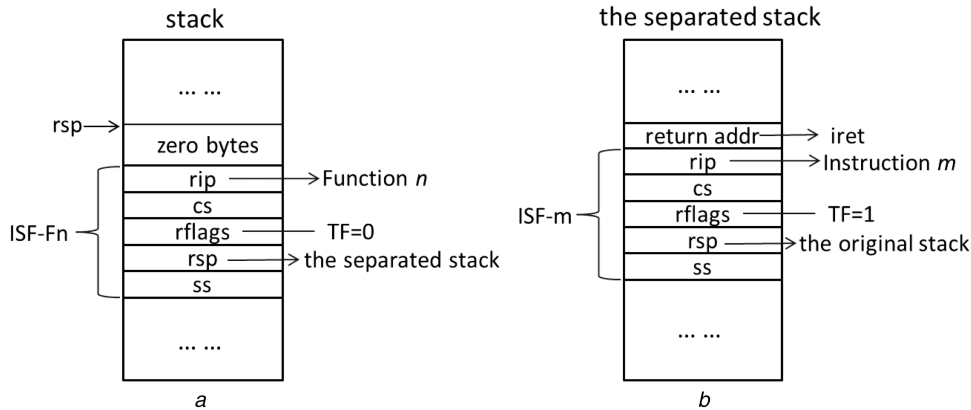 stack
... ...
rsp
zero bytes
ISF-Fn
rip
Function n
cs
rflags
TF=0
rsp
the separated stack
ss
... ...
a
the separated stack
... ...
return addr
iret
ISF-m
rip
Instruction m
cs
rflags
TF=1
rsp
the original stack
ss
... ...
b